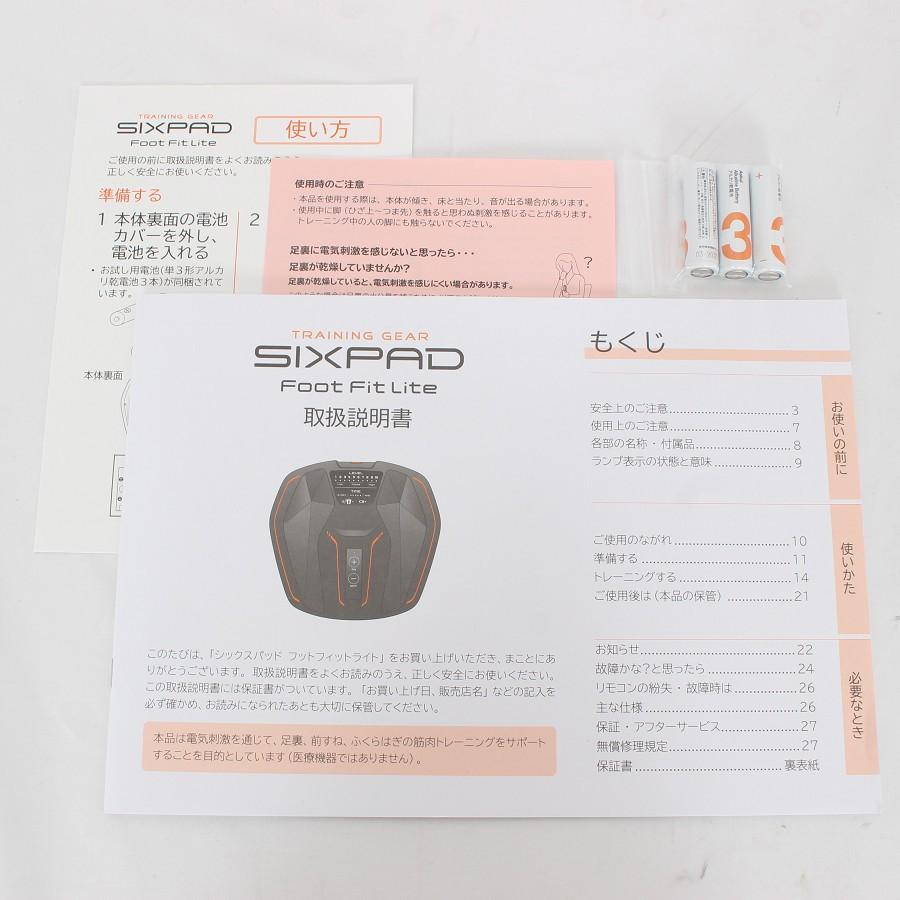 TRAINING GEAR
SIXPAD
Foot Fit Lite
使い方
ご使用の前に取扱説明書をよくお読み
正しく安全にお使いください。
準備する
1 本体裏面の電池
カバーを外し、
電池を入れる
・お試し用電池(単3形アルカ
リ乾電池3本)が同梱されて
います。
本体裏面
2
使用時のご注意
・本品を使用する際は、本体が傾き、床と当たり、音が出る場合があります。
・使用中に脚(ひざ上〜つま先)を触ると思わぬ刺激を感じることがあります。
トレーニング中の人の脚にも触らないでください。
足裏に電気刺激を感じないと思ったら・・・
足裏が乾燥していませんか?
足裏が乾燥していると、電気刺激を感じにくい場合があります。
?
3
Alkaline Battery
アルカリ乾電池
+
3
TRAINING GEAR
SIXPAD
Foot Fit Lite
取扱説明書
LEVEL
TIME
+
−
このたびは、「シックスパッド フットフィットライト」をお買い上げいただき、まことにあ
りがとうございます。取扱説明書をよくお読みのうえ、正しく安全にお使いください。
この取扱説明書には保証書がついています。「お買い上げ日、販売店名」などの記入を
必ず確かめ、お読みになられたあとも大切に保管してください。
本品は電気刺激を通じて、足裏、前すね、ふくらはぎの筋肉トレーニングをサポート
することを目的としています(医療機器ではありません)。
もくじ
お使いの前に
安全上のご注意 3
使用上のご注意 7
各部の名称・付属品 8
ランプ表示の状態と意味 9
使いかた
ご使用のながれ 10
準備する 11
トレーニングする 14
ご使用後は(本品の保管) 21
必要なとき
お知らせ 22
故障かな?と思ったら 24
リモコンの紛失・故障時は 26
主な仕様 26
保証・アフターサービス 27
無償修理規定 27
保証書 裏表紙